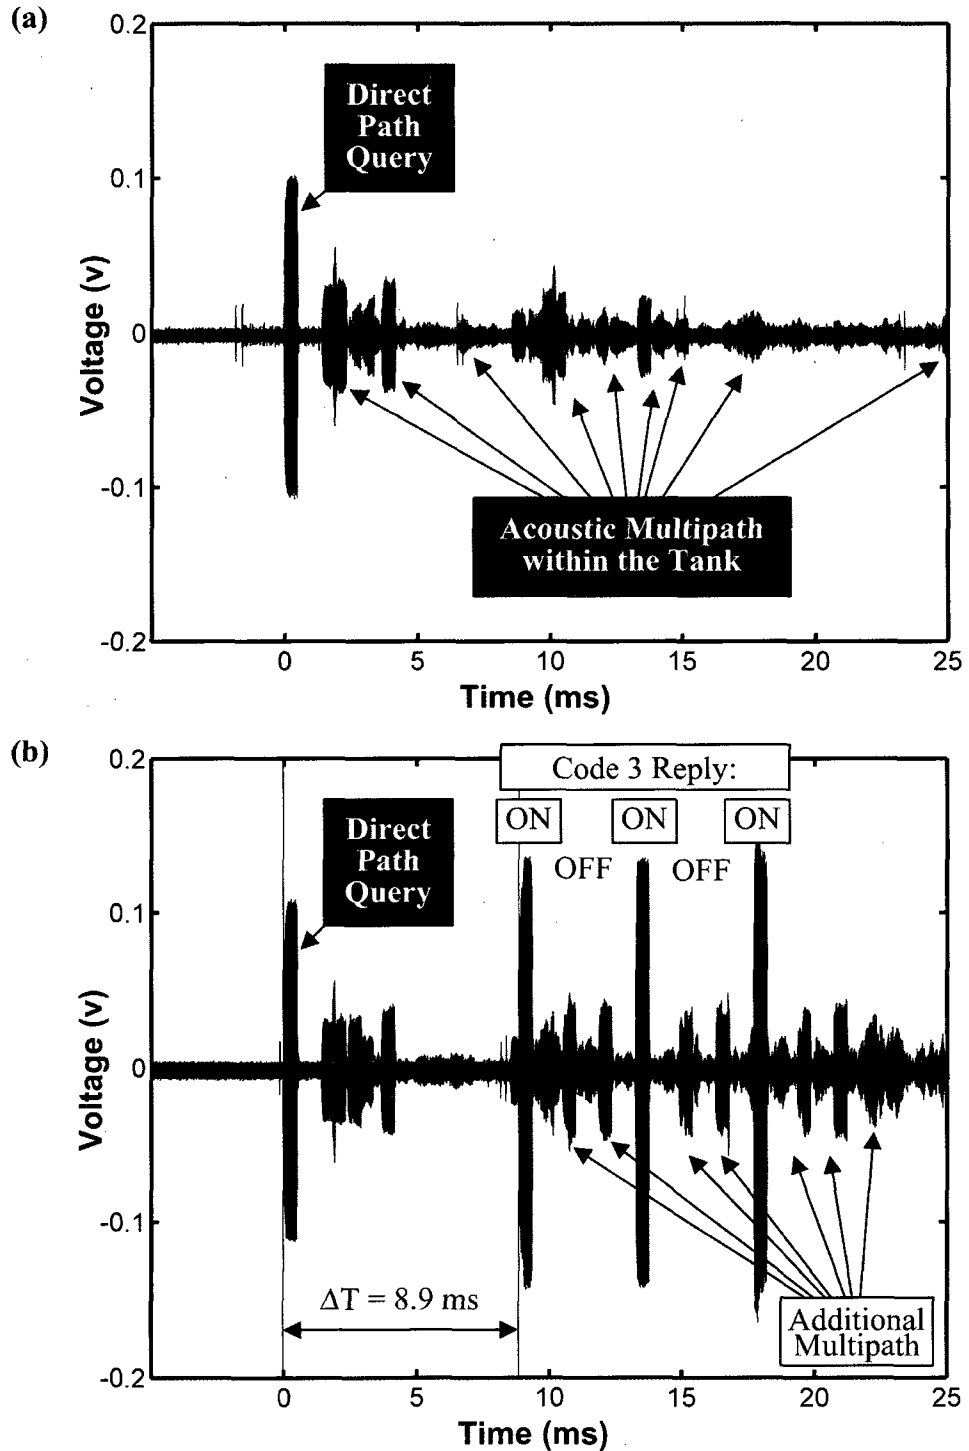 (a)
0.2
0.1
0
-0.1
-0.2
Voltage (v)
Direct
Path
Query
Acoustic Multipath
within the Tank
0 5 10 15 20 25
Time (ms)
(b)
0.2
0.1
0
-0.1
-0.2
Voltage (v)
Code 3 Reply:
ON ON ON
OFF OFF
Direct
Path
Query
ΔT = 8.9 ms
Additional
Multipath
0 5 10 15 20 25
Time (ms)